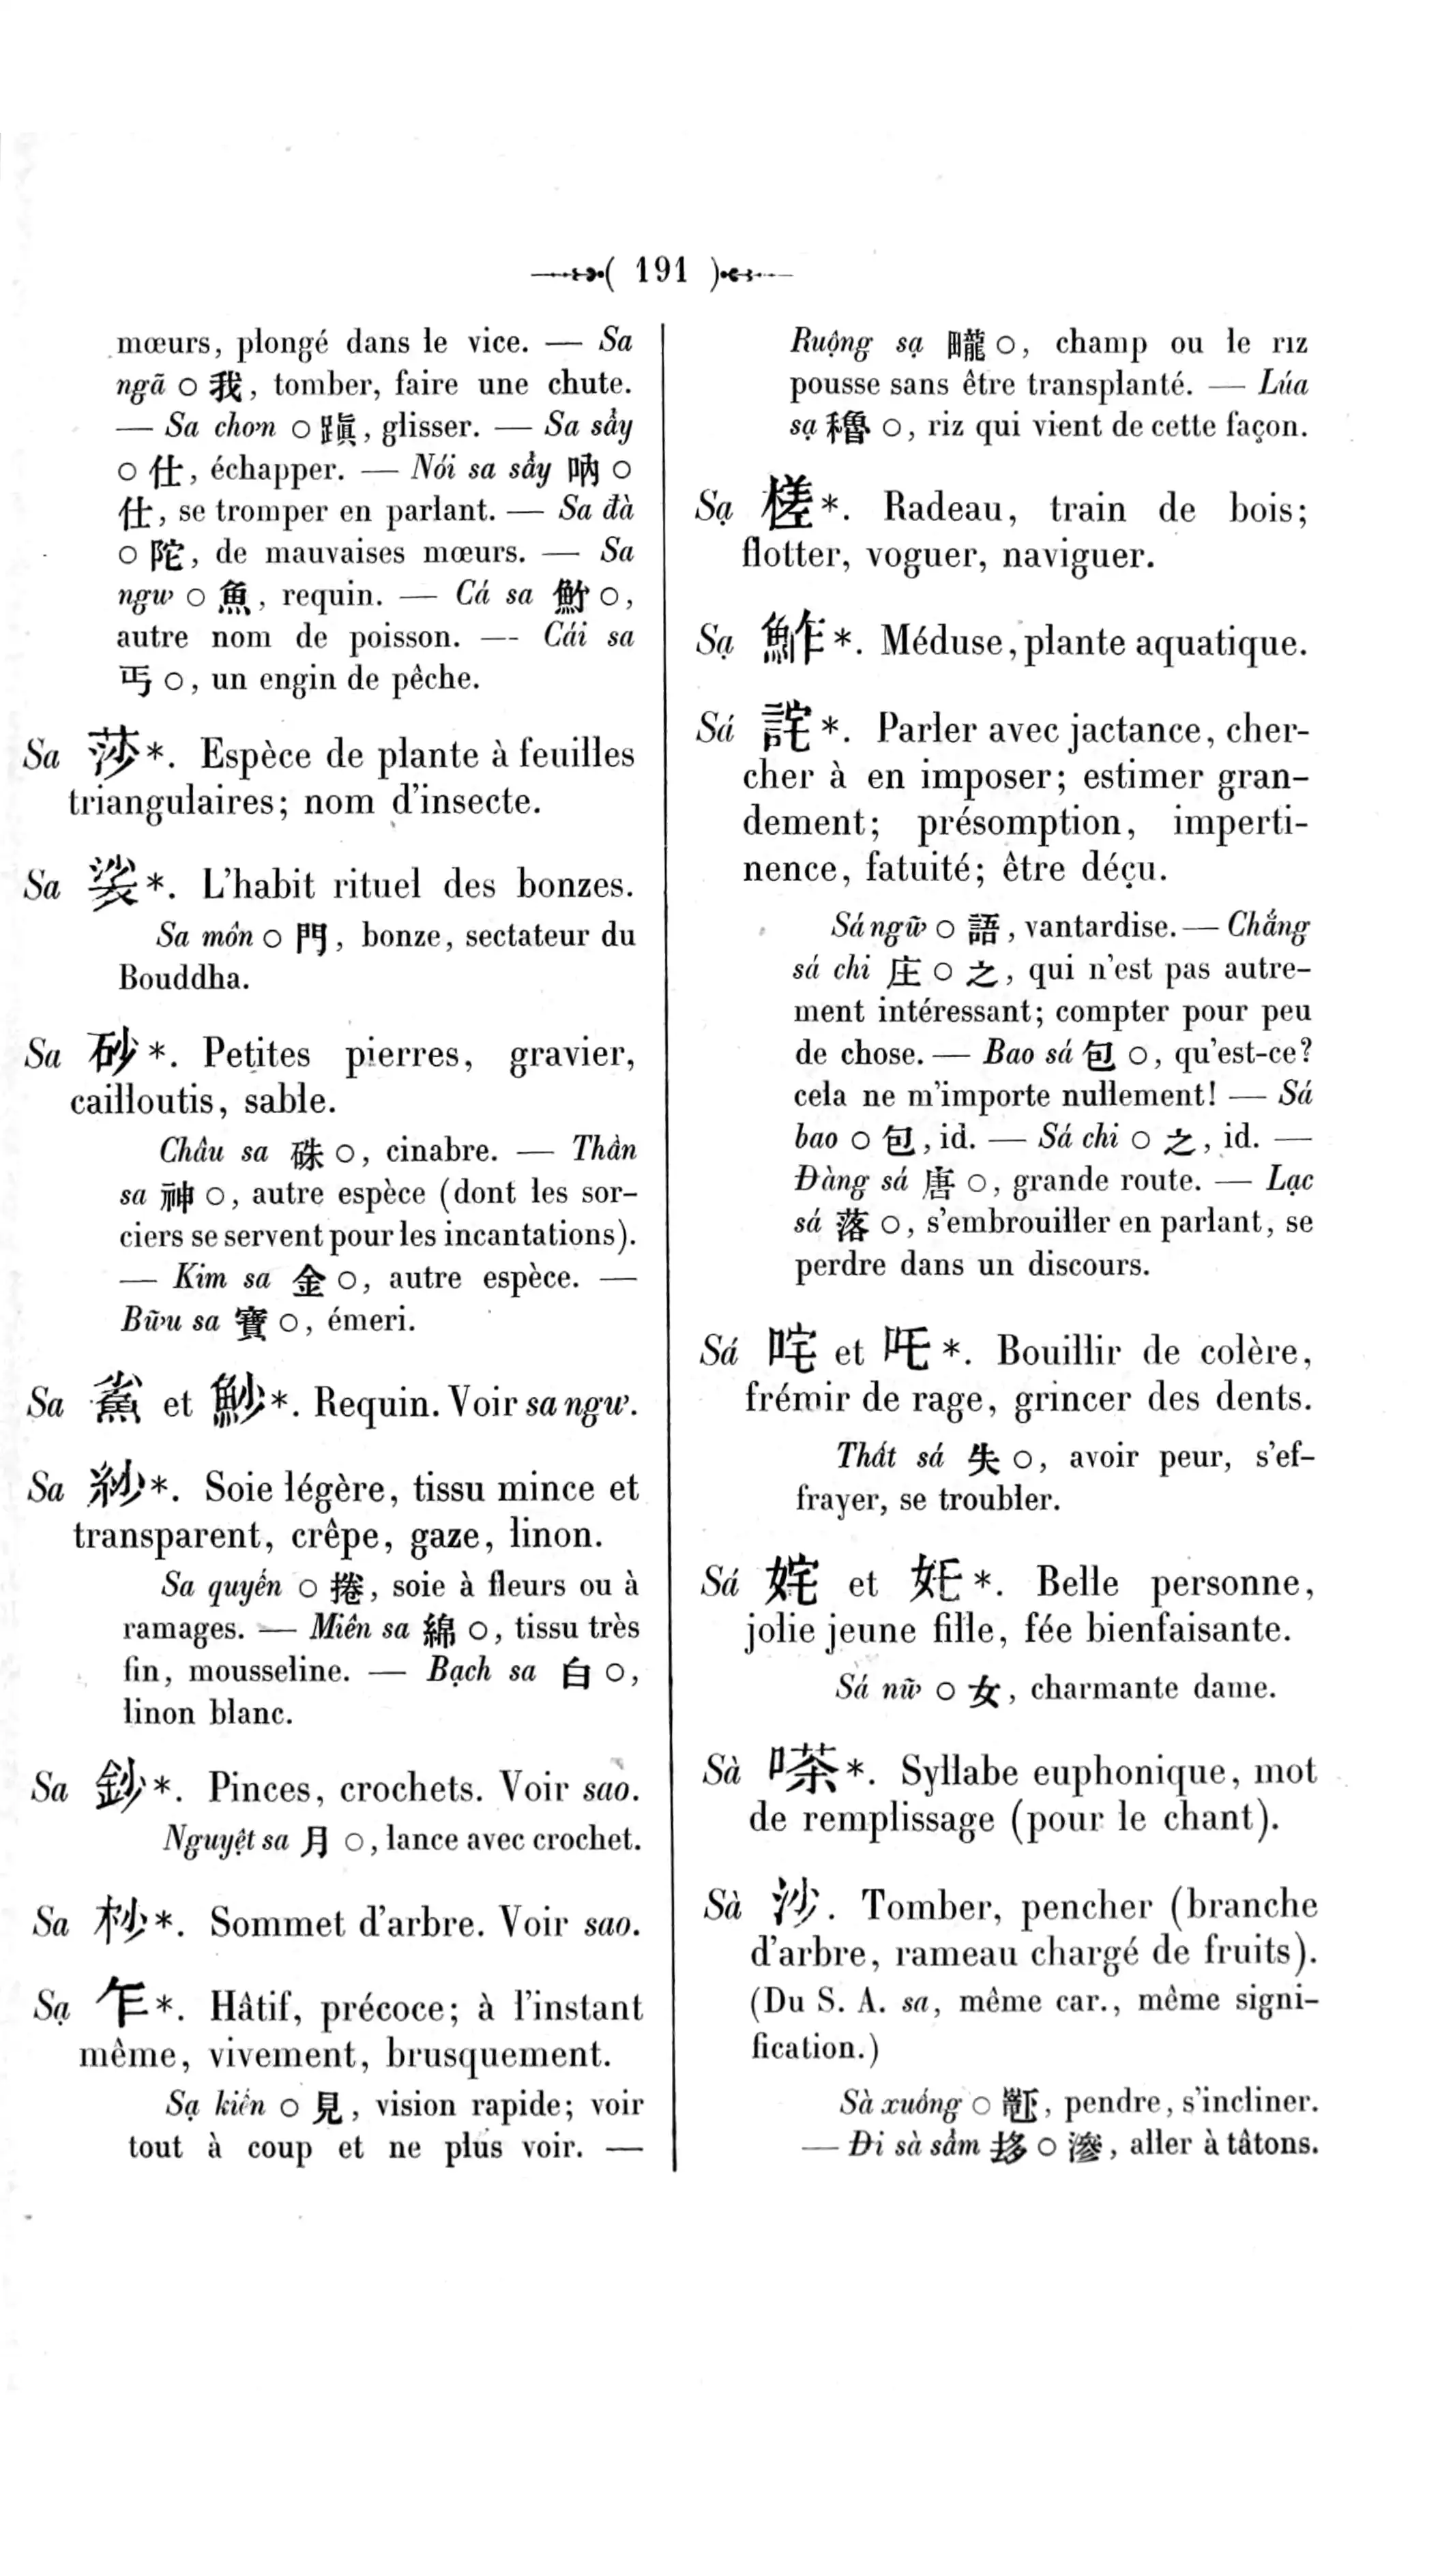 ( 191 )
mœurs, plongé dans le vice. — Sa
ngã ○ 我, tomber, faire une chute.
— Sa chơn ○ 蹎, glisser. — Sa sẩy
○ 仕, échapper. — Nói sa sẩy 吶 ○
仕, se tromper en parlant. — Sa đà
○ 陀, de mauvaises mœurs. — Sa
ngư ○ 魚, requin. — Cá sa ○,
autre nom de poisson. — Cái sa
丐 ○, un engin de pêche.
Sa 莎*. Espèce de plante à feuilles
triangulaires; nom d'insecte.
Sa 裟*. L'habit rituel des bonzes.
Sa môn ○ 門, bonze, sectateur du
Bouddha.
Sa 砂*. Petites pierres, gravier,
cailloutis, sable.
Châu sa 硃 ○, cinabre. — Thần
sa 神 ○, autre espèce (dont les sor-
ciers se servent pour les incantations).
— Kim sa 金 ○, autre espèce. —
Bữu sa 寶 ○, émeri.
Sa 鯊 et 魦*. Requin. Voir sa ngư.
Sa 紗*. Soie légère, tissu mince et
transparent, crêpe, gaze, linon.
Sa quyển ○ 捲, soie à fleurs ou à
ramages. — Miên sa 綿 ○, tissu très
fin, mousseline. — Bạch sa 白 ○,
linon blanc.
Sa 鈔*. Pinces, crochets. Voir sao.
Nguyệt sa 月 ○, lance avec crochet.
Sa 杪*. Sommet d'arbre. Voir sao.
Sạ 乍*. Hâtif, précoce; à l'instant
même, vivement, brusquement.
Sạ kiến ○ 見, vision rapide; voir
tout à coup et ne plus voir. —
Ruộng sạ 𪽞 ○, champ ou le riz
pousse sans être transplanté. — Lúa
sạ 穭 ○, riz qui vient de cette façon.
Sạ 槎*. Radeau, train de bois;
flotter, voguer, naviguer.
Sạ 鮓*. Méduse, plante aquatique.
Sá 詫*. Parler avec jactance, cher-
cher à en imposer; estimer gran-
dement; présomption, imperti-
nence, fatuité; être déçu.
Sá ngữ ○ 語, vantardise. — Chẳng
sá chi 庄 ○ 之, qui n'est pas autre-
ment intéressant; compter pour peu
de chose. — Bao sá 包 ○, qu'est-ce?
cela ne m'importe nullement! — Sá
bao ○ 包, id. — Sá chi ○ 之, id. —
Đàng sá 唐 ○, grande route. — Lạc
sá 落 ○, s'embrouiller en parlant, se
perdre dans un discours.
Sá 咤 et 吒*. Bouillir de colère,
frémir de rage, grincer des dents.
Thất sá 失 ○, avoir peur, s'ef-
frayer, se troubler.
Sá 姹 et 奼*. Belle personne,
jolie jeune fille, fée bienfaisante.
Sá nữ ○ 女, charmante dame.
Sà 嗏*. Syllabe euphonique, mot
de remplissage (pour le chant).
Sà 沙. Tomber, pencher (branche
d'arbre, rameau chargé de fruits).
(Du S. A. sa, même car., même signi-
fication.)
Sà xuống ○, pendre, s'incliner.
— Đi sà sầm 𠫾 ○ 滲, aller à tâtons.